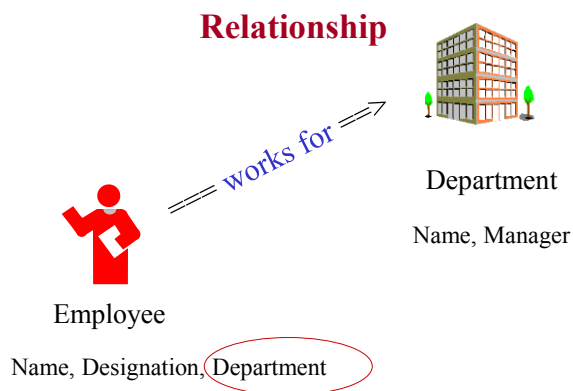 Relationship
== works for ==>
Department
Name, Manager
Employee
Name, Designation, Department